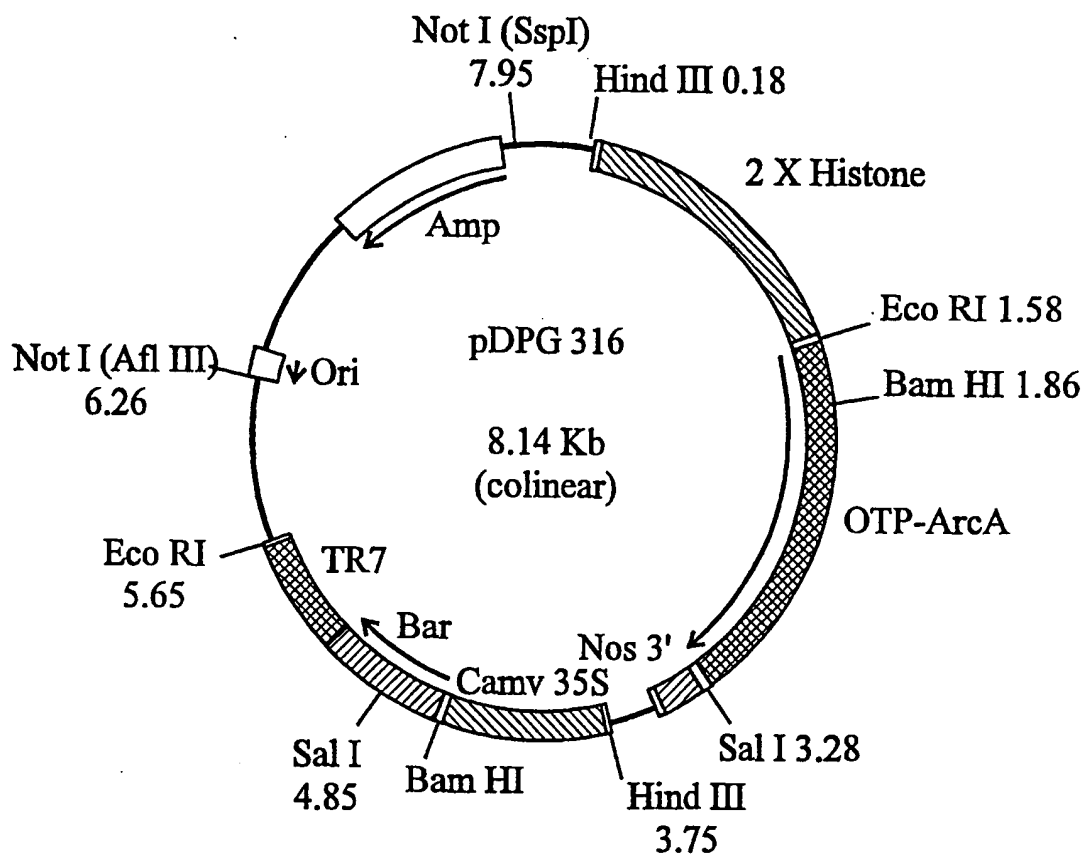 Not I (SspI)
7.95
Hind III 0.18
2 X Histone
Amp
Eco RI 1.58
pDPG 316
Bam HI 1.86
Not I (Afl III)
6.26
Ori
8.14 Kb
(colinear)
OTP-ArcA
Eco RI
5.65
TR7
Bar
Nos 3'
Camv 35S
Sal I 3.28
Sal I
4.85
Bam HI
Hind III
3.75